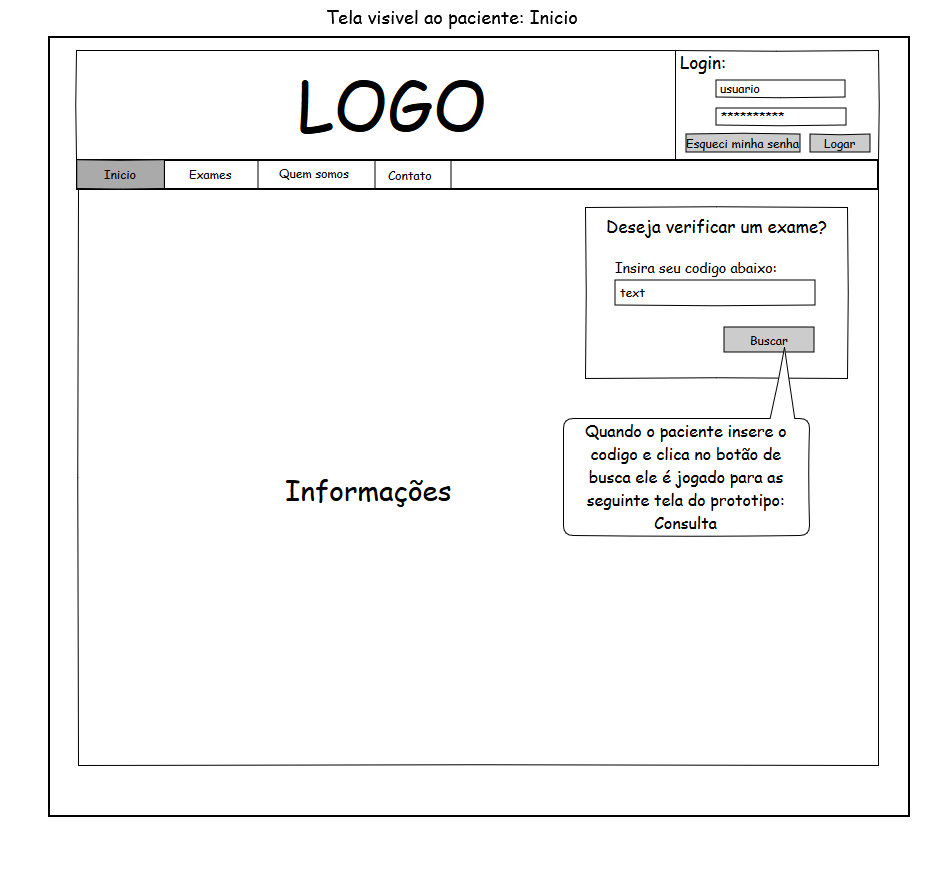 Tela visivel ao paciente: Inicio
LOGO
Login:
usuario
**********
Esqueci minha senha
Logar
Inicio
Exames
Quem somos
Contato
Deseja verificar um exame?
Insira seu codigo abaixo:
text
Buscar
Quando o paciente insere o
codigo e clica no botão de
busca ele é jogado para as
seguinte tela do prototipo:
Consulta
Informações